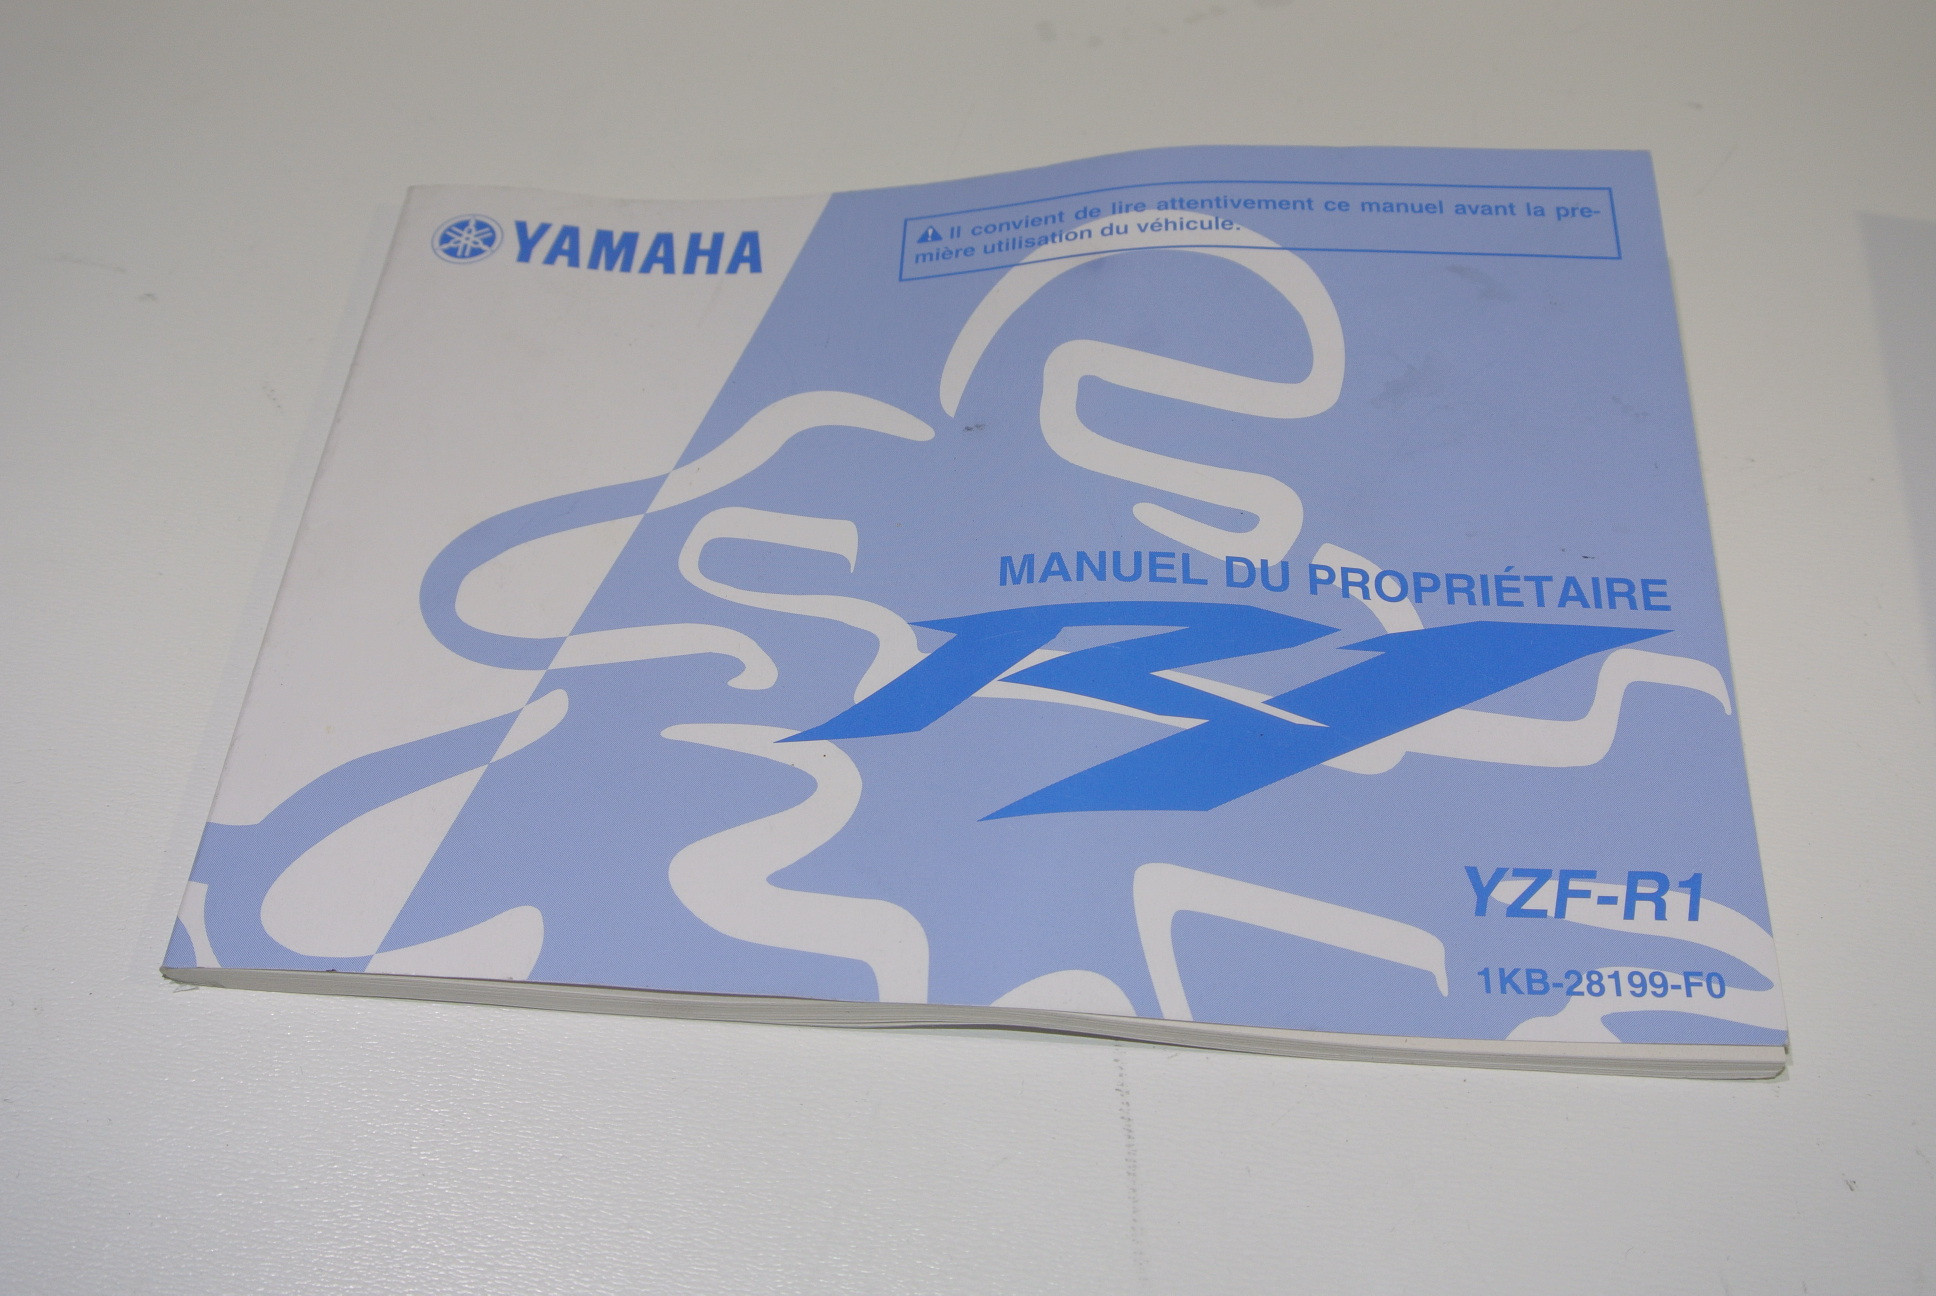 YAMAHA
⚠ Il convient de lire attentivement ce manuel avant la pre-
mière utilisation du véhicule.
MANUEL DU PROPRIÉTAIRE
R1
YZF-R1
1KB-28199-F0